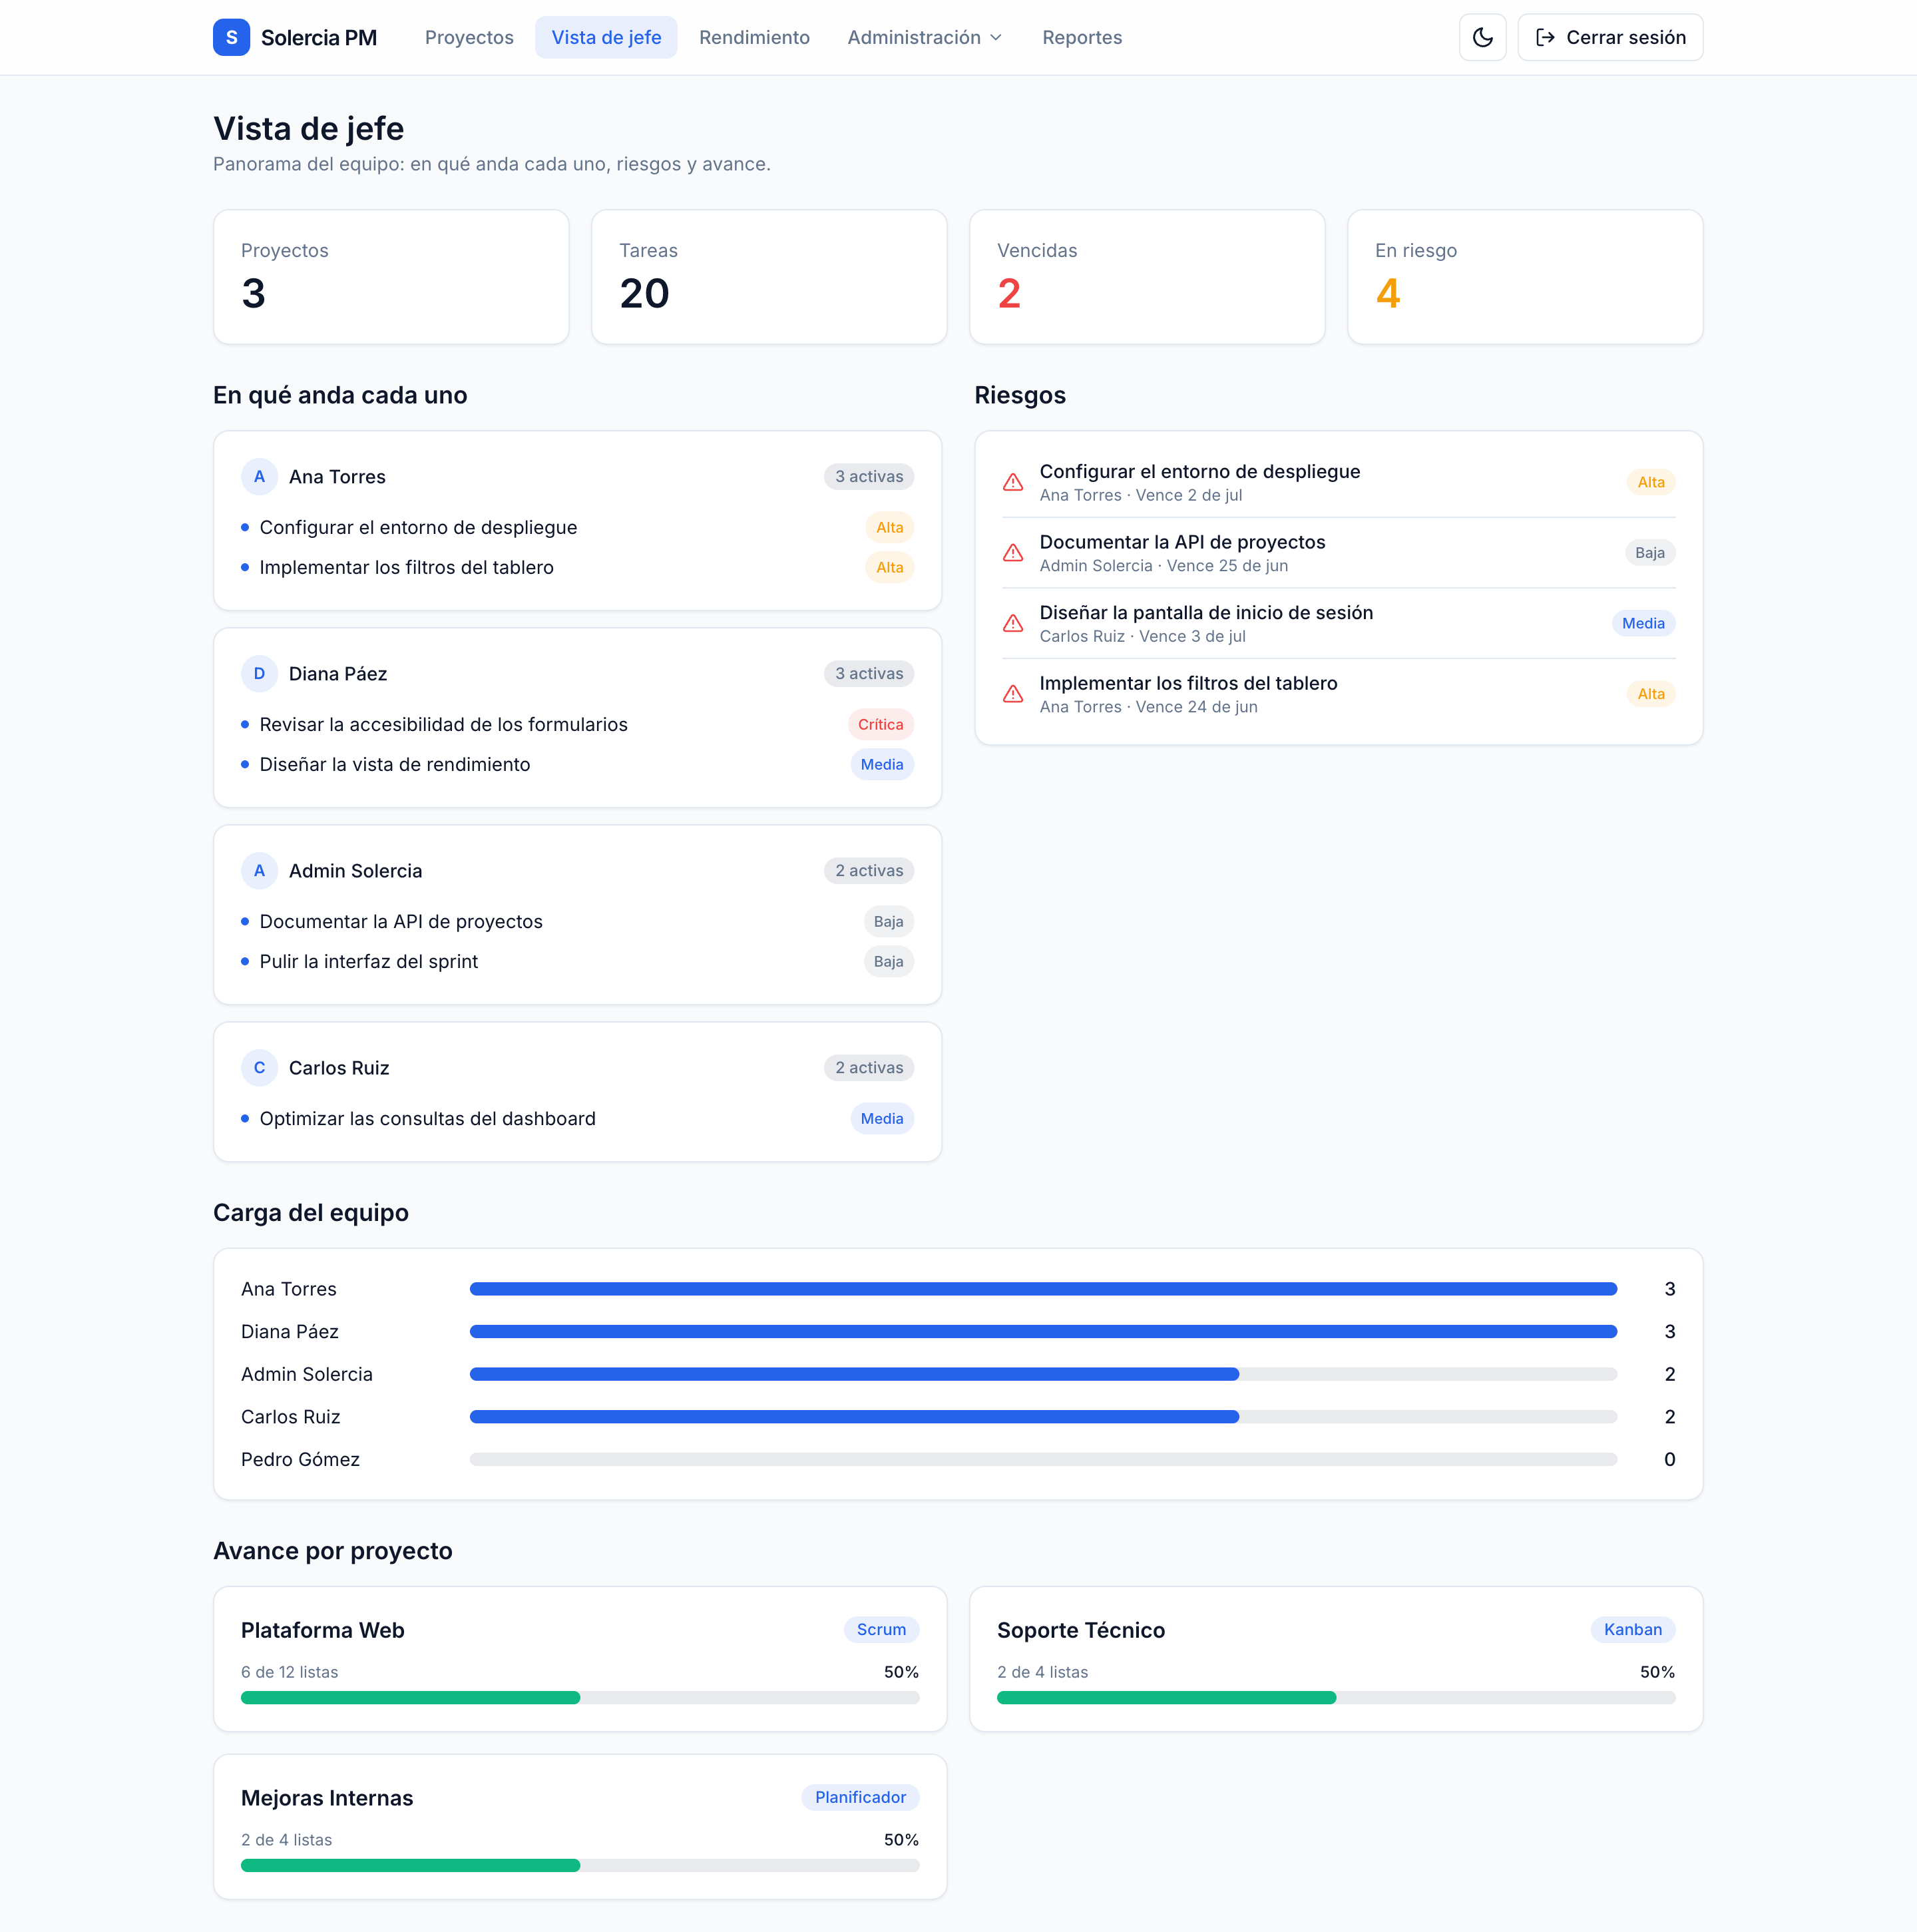 S Solercia PM Proyectos Vista de jefe Rendimiento Administración Reportes Cerrar sesión
Vista de jefe
Panorama del equipo: en qué anda cada uno, riesgos y avance.
Proyectos
3
Tareas
20
Vencidas
2
En riesgo
4
En qué anda cada uno
A Ana Torres 3 activas
Configurar el entorno de despliegue Alta
Implementar los filtros del tablero Alta
D Diana Páez 3 activas
Revisar la accesibilidad de los formularios Crítica
Diseñar la vista de rendimiento Media
A Admin Solercia 2 activas
Documentar la API de proyectos Baja
Pulir la interfaz del sprint Baja
C Carlos Ruiz 2 activas
Optimizar las consultas del dashboard Media
Riesgos
Configurar el entorno de despliegue Alta
Ana Torres · Vence 2 de jul
Documentar la API de proyectos Baja
Admin Solercia · Vence 25 de jun
Diseñar la pantalla de inicio de sesión Media
Carlos Ruiz · Vence 3 de jul
Implementar los filtros del tablero Alta
Ana Torres · Vence 24 de jun
Carga del equipo
Ana Torres 3
Diana Páez 3
Admin Solercia 2
Carlos Ruiz 2
Pedro Gómez 0
Avance por proyecto
Plataforma Web Scrum
6 de 12 listas 50%
Soporte Técnico Kanban
2 de 4 listas 50%
Mejoras Internas Planificador
2 de 4 listas 50%